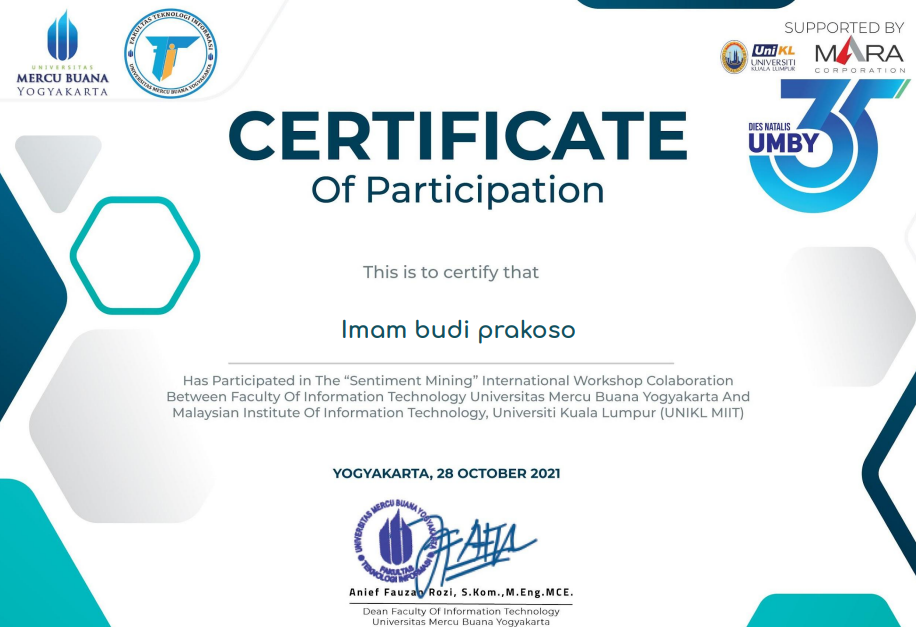 UNIVERSITAS
MERCU BUANA
YOGYAKARTA
FAKULTAS TEKNOLOGI INFORMASI
UNIVERSITAS MERCU BUANA YOGYAKARTA
SUPPORTED BY
UniKL
UNIVERSITI
KUALA LUMPUR
MARA
CORPORATION
35
DIES NATALIS
UMBY
CERTIFICATE
Of Participation
This is to certify that
Imam budi prakoso
Has Participated in The “Sentiment Mining” International Workshop Colaboration
Between Faculty Of Information Technology Universitas Mercu Buana Yogyakarta And
Malaysian Institute Of Information Technology, Universiti Kuala Lumpur (UNIKL MIIT)
YOGYAKARTA, 28 OCTOBER 2021
UNIVERSITAS MERCU BUANA YOGYAKARTA
FAKULTAS
TEKNOLOGI INFORMASI
Anief Fauzan Rozi, S.Kom.,M.Eng.MCE.
Dean Faculty Of Information Technology
Universitas Mercu Buana Yogyakarta